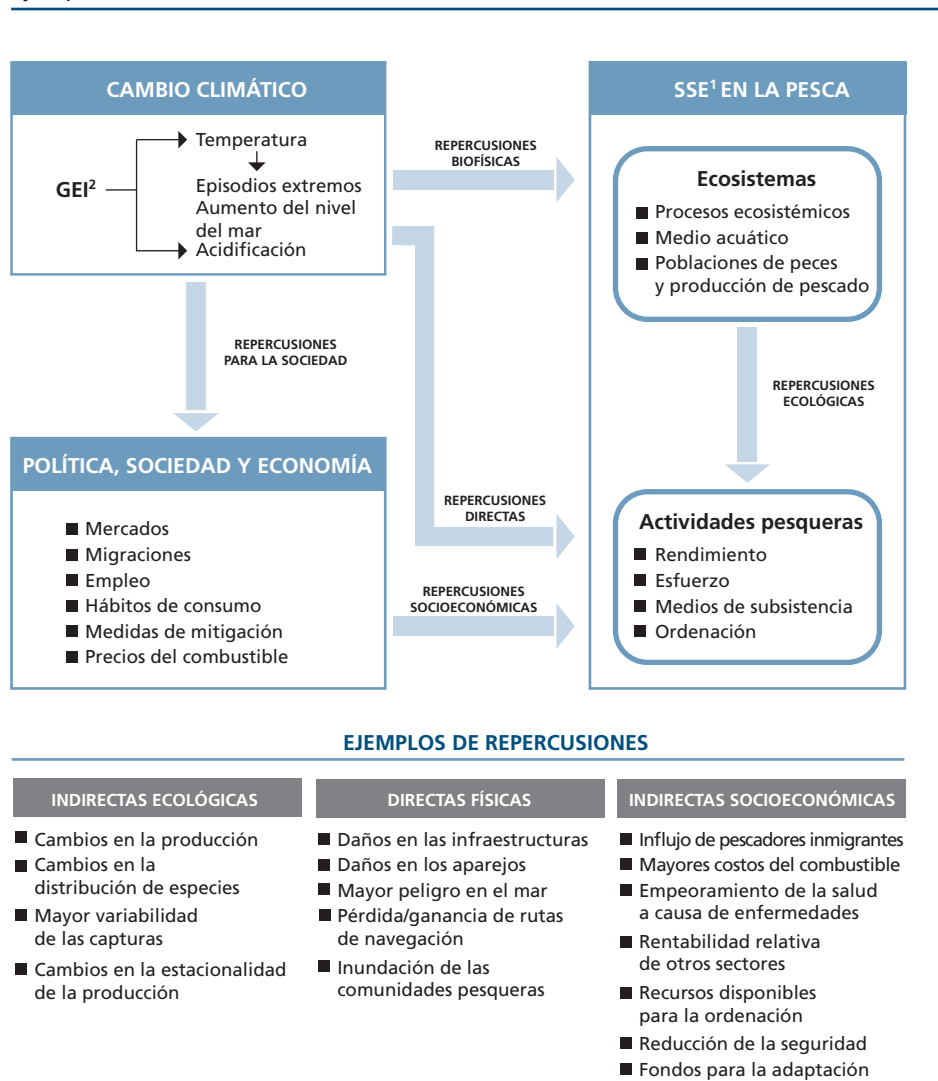 CAMBIO CLIMÁTICO
GEI²
Temperatura
Episodios extremos
Aumento del nivel
del mar
Acidificación
REPERCUSIONES
BIOFÍSICAS
SSE¹ EN LA PESCA
Ecosistemas
■ Procesos ecosistémicos
■ Medio acuático
■ Poblaciones de peces
y producción de pescado
REPERCUSIONES
PARA LA SOCIEDAD
REPERCUSIONES
ECOLÓGICAS
POLÍTICA, SOCIEDAD Y ECONOMÍA
■ Mercados
■ Migraciones
■ Empleo
■ Hábitos de consumo
■ Medidas de mitigación
■ Precios del combustible
REPERCUSIONES
DIRECTAS
REPERCUSIONES
SOCIOECONÓMICAS
Actividades pesqueras
■ Rendimiento
■ Esfuerzo
■ Medios de subsistencia
■ Ordenación
EJEMPLOS DE REPERCUSIONES
INDIRECTAS ECOLÓGICAS
■ Cambios en la producción
■ Cambios en la
distribución de especies
■ Mayor variabilidad
de las capturas
■ Cambios en la estacionalidad
de la producción
DIRECTAS FÍSICAS
■ Daños en las infraestructuras
■ Daños en los aparejos
■ Mayor peligro en el mar
■ Pérdida/ganancia de rutas
de navegación
■ Inundación de las
comunidades pesqueras
INDIRECTAS SOCIOECONÓMICAS
■ Influjo de pescadores inmigrantes
■ Mayores costos del combustible
■ Empeoramiento de la salud
a causa de enfermedades
■ Rentabilidad relativa
de otros sectores
■ Recursos disponibles
para la ordenación
■ Reducción de la seguridad
■ Fondos para la adaptación